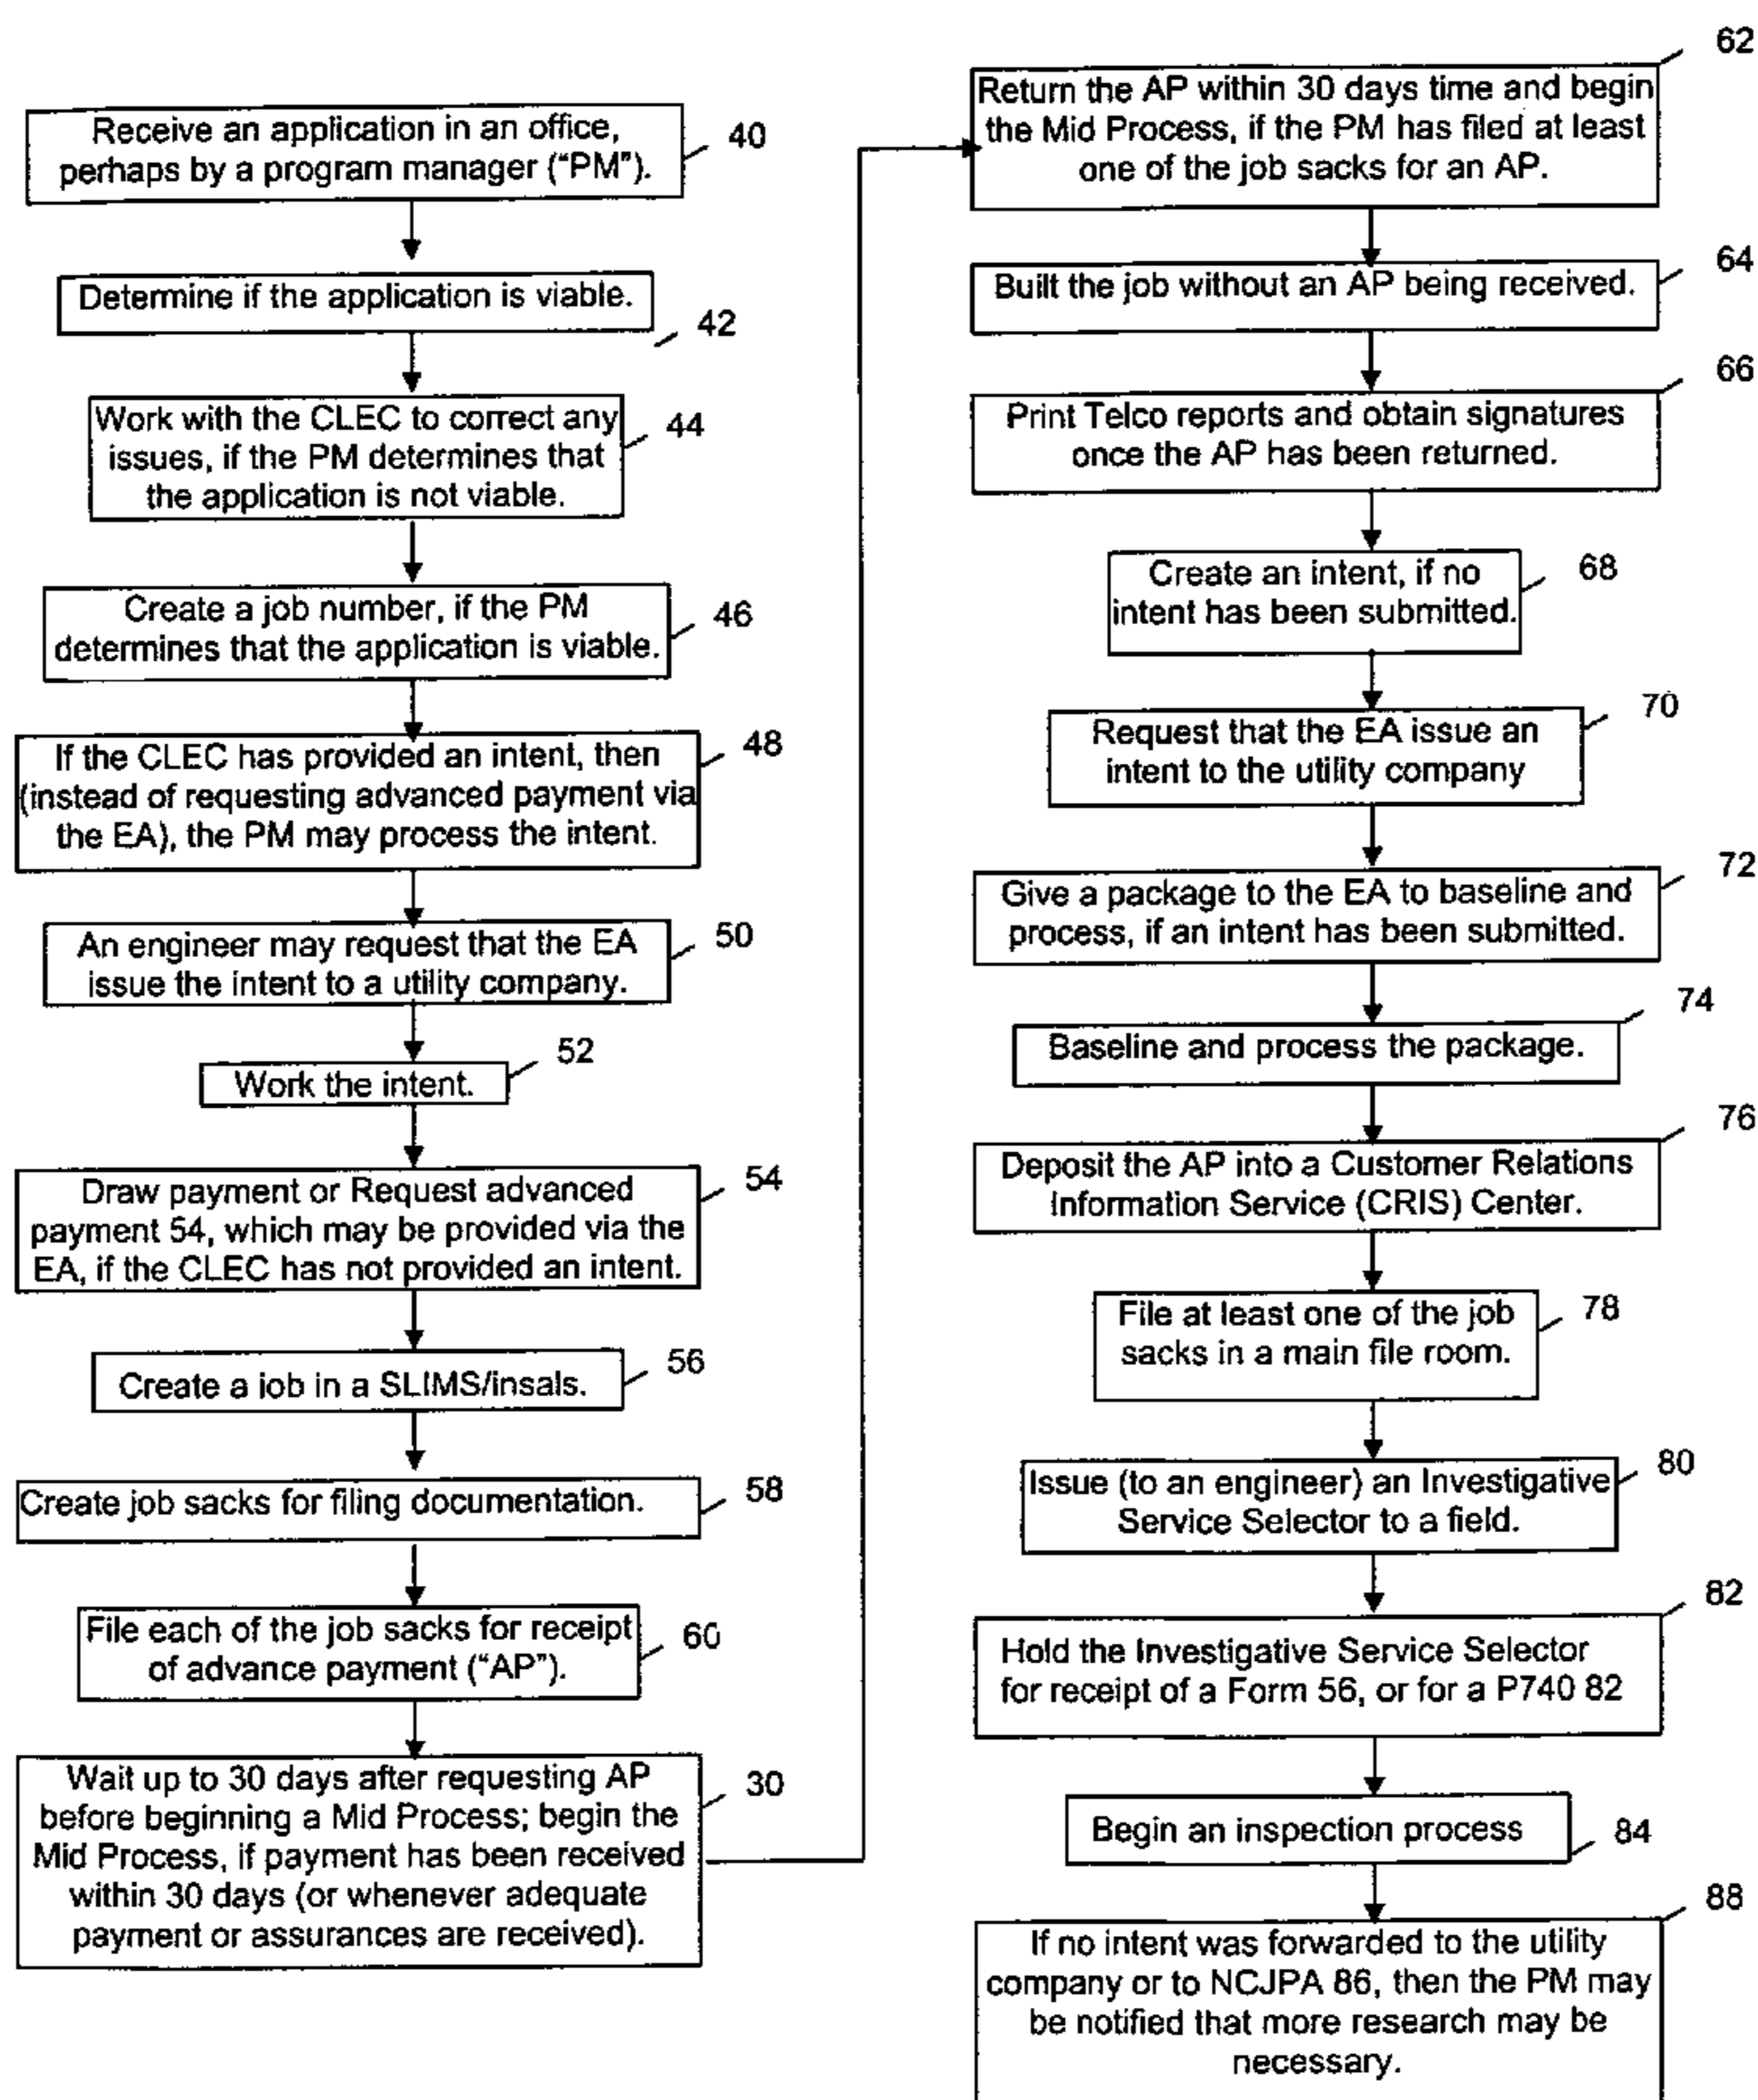 Receive an application in an office,
perhaps by a program manager ("PM").
40
Determine if the application is viable.
42
Work with the CLEC to correct any
issues, if the PM determines that
the application is not viable.
44
Create a job number, if the PM
determines that the application is viable.
46
If the CLEC has provided an intent, then
(instead of requesting advanced payment via
the EA), the PM may process the intent.
48
An engineer may request that the EA
issue the intent to a utility company.
50
Work the intent.
52
Draw payment or Request advanced
payment 54, which may be provided via the
EA, if the CLEC has not provided an intent.
54
Create a job in a SLIMS/insals.
56
Create job sacks for filing documentation.
58
File each of the job sacks for receipt
of advance payment ("AP").
60
Wait up to 30 days after requesting AP
before beginning a Mid Process; begin the
Mid Process, if payment has been received
within 30 days (or whenever adequate
payment or assurances are received).
30
62
Return the AP within 30 days time and begin
the Mid Process, if the PM has filed at least
one of the job sacks for an AP.
64
Built the job without an AP being received.
66
Print Telco reports and obtain signatures
once the AP has been returned.
68
Create an intent, if no
intent has been submitted.
70
Request that the EA issue an
intent to the utility company
72
Give a package to the EA to baseline and
process, if an intent has been submitted.
74
Baseline and process the package.
76
Deposit the AP into a Customer Relations
Information Service (CRIS) Center.
78
File at least one of the job
sacks in a main file room.
80
Issue (to an engineer) an Investigative
Service Selector to a field.
82
Hold the Investigative Service Selector
for receipt of a Form 56, or for a P740 82
Begin an inspection process
84
88
If no intent was forwarded to the utility
company or to NCJPA 86, then the PM may
be notified that more research may be
necessary.